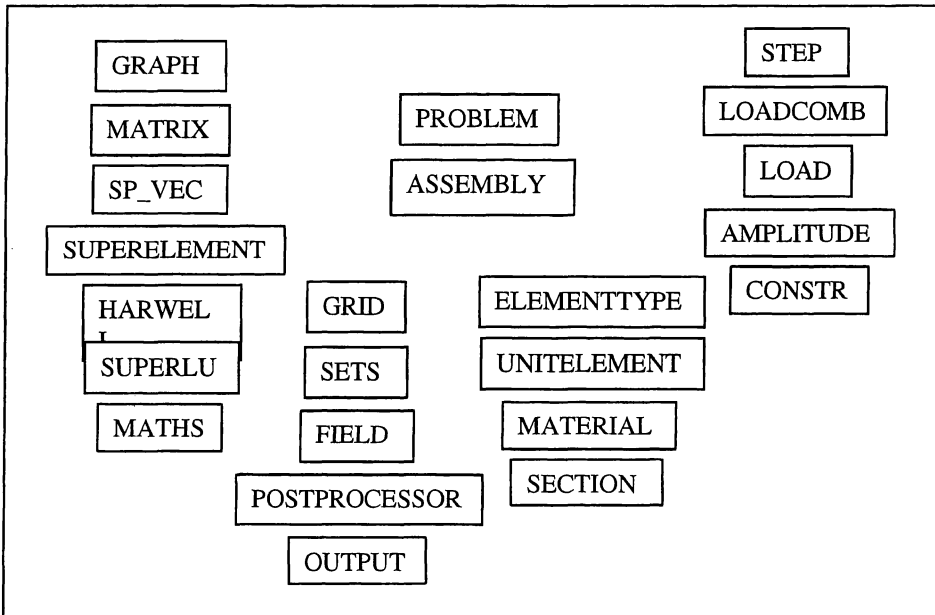 GRAPH
MATRIX
SP_VEC
SUPERELEMENT
HARWEL
L
SUPERLU
MATHS
PROBLEM
ASSEMBLY
GRID
SETS
FIELD
POSTPROCESSOR
OUTPUT
ELEMENTTYPE
UNITELEMENT
MATERIAL
SECTION
STEP
LOADCOMB
LOAD
AMPLITUDE
CONSTR